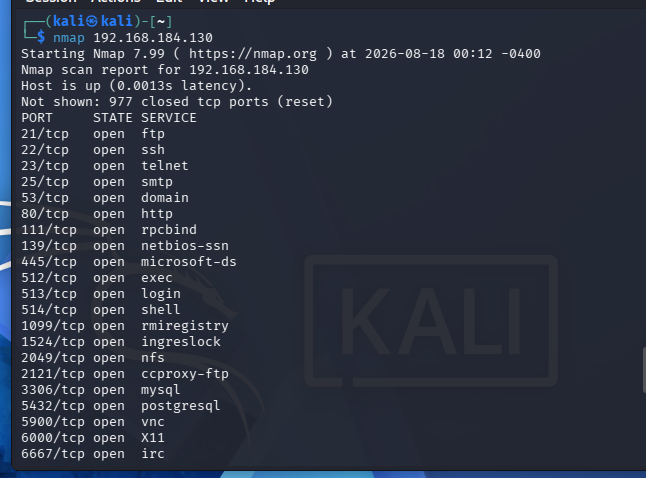 Session Actions Edit View Help
┌──(kali㉿kali)-[~]
└─$ nmap 192.168.184.130
Starting Nmap 7.99 ( https://nmap.org ) at 2026-08-18 00:12 -0400
Nmap scan report for 192.168.184.130
Host is up (0.0013s latency).
Not shown: 977 closed tcp ports (reset)
PORT     STATE SERVICE
21/tcp   open  ftp
22/tcp   open  ssh
23/tcp   open  telnet
25/tcp   open  smtp
53/tcp   open  domain
80/tcp   open  http
111/tcp  open  rpcbind
139/tcp  open  netbios-ssn
445/tcp  open  microsoft-ds
512/tcp  open  exec
513/tcp  open  login
514/tcp  open  shell
1099/tcp open  rmiregistry
1524/tcp open  ingreslock
2049/tcp open  nfs
2121/tcp open  ccproxy-ftp
3306/tcp open  mysql
5432/tcp open  postgresql
5900/tcp open  vnc
6000/tcp open  X11
6667/tcp open  irc
KALI